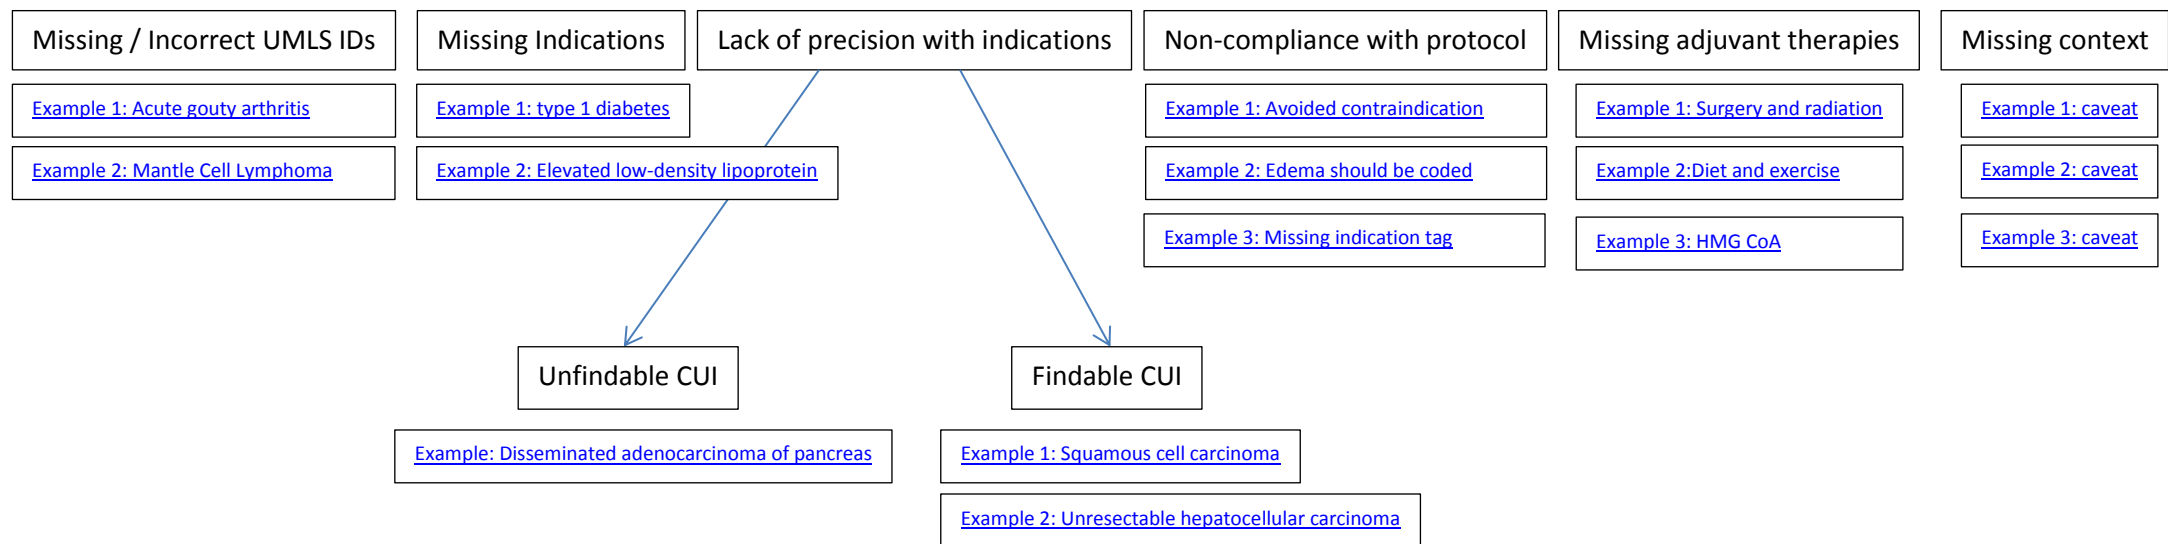 Missing / Incorrect UMLS IDs
Missing Indications
Lack of precision with indications
Non-compliance with protocol
Missing adjuvant therapies
Missing context
Example 1: Acute gouty arthritis
Example 1: type 1 diabetes
Example 1: Avoided contraindication
Example 1: Surgery and radiation
Example 1: caveat
Example 2: Mantle Cell Lymphoma
Example 2: Elevated low-density lipoprotein
Example 2: Edema should be coded
Example 2:Diet and exercise
Example 2: caveat
Example 3: Missing indication tag
Example 3: HMG CoA
Example 3: caveat
Unfindable CUI
Findable CUI
Example: Disseminated adenocarcinoma of pancreas
Example 1: Squamous cell carcinoma
Example 2: Unresectable hepatocellular carcinoma